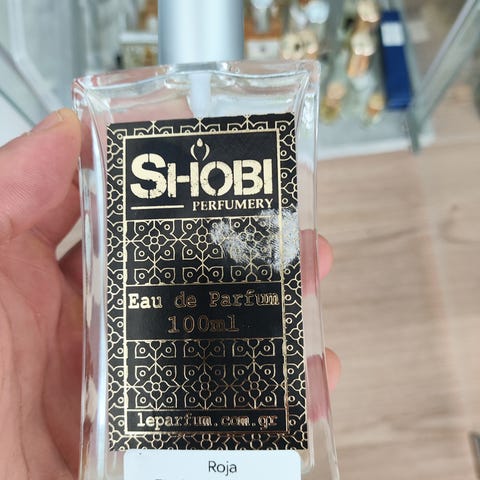 SHOBI
PERFUMERY
Eau de Parfum
100ml
leparfum.com.gr
Roja